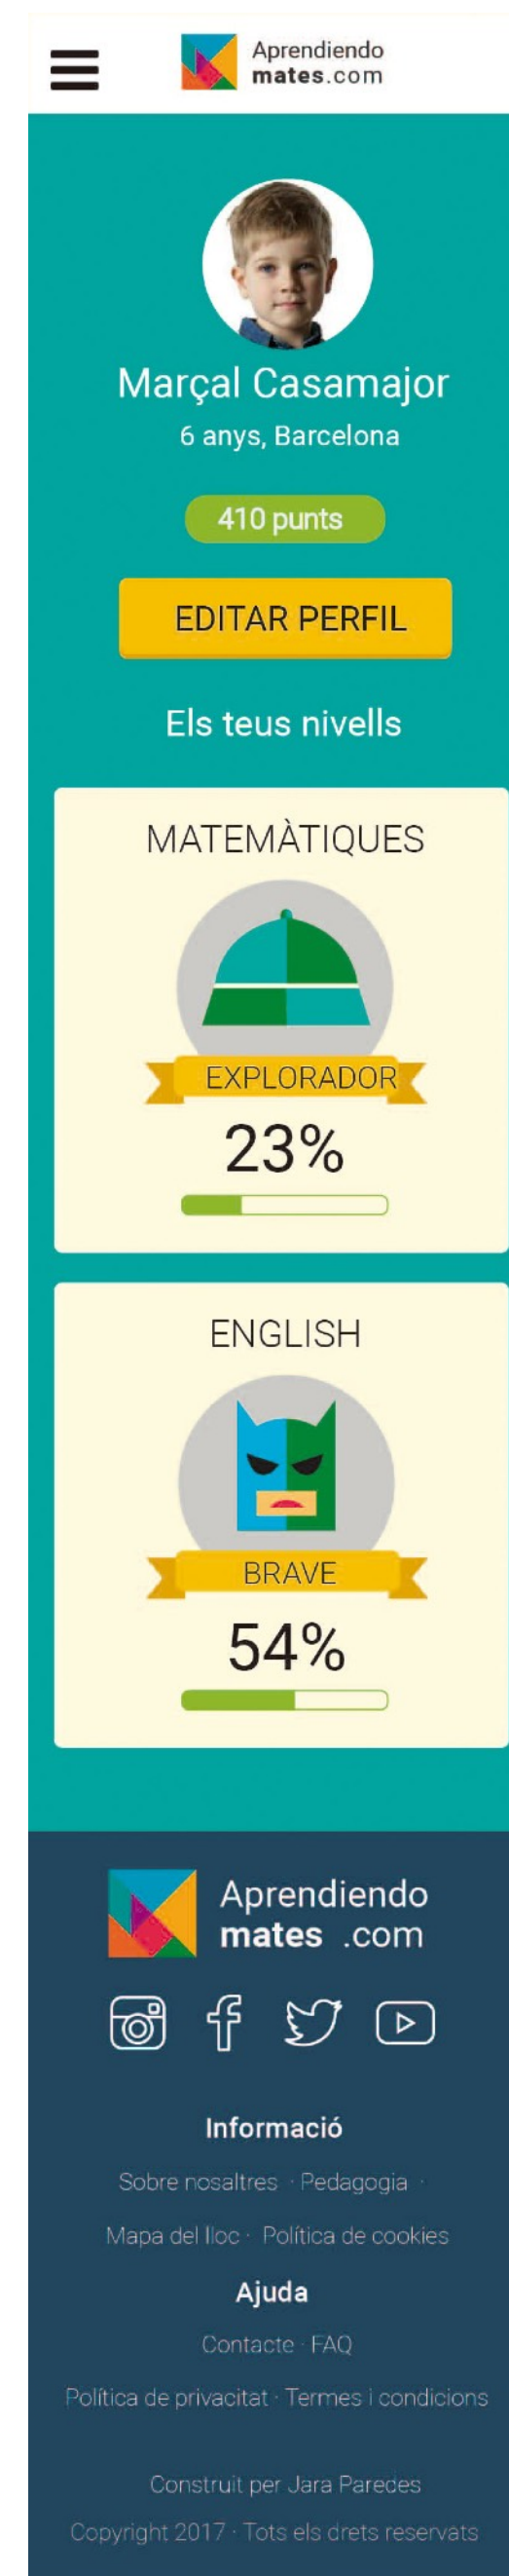 Aprendiendo
mates.com
Marçal Casamajor
6 anys, Barcelona
410 punts
EDITAR PERFIL
Els teus nivells
MATEMÀTIQUES
EXPLORADOR
23%
ENGLISH
BRAVE
54%
Aprendiendo
mates .com
Informació
Sobre nosaltres · Pedagogia ·
Mapa del lloc · Política de cookies
Ajuda
Contacte · FAQ
Política de privacitat · Termes i condicions
Construit per Jara Paredes
Copyright 2017 · Tots els drets reservats